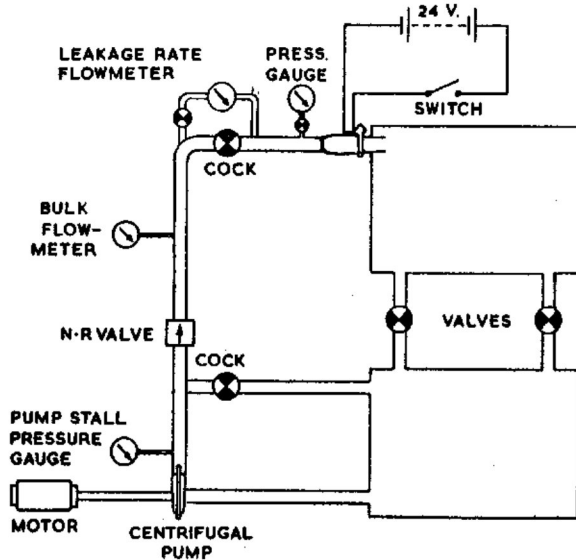 24 V.
LEAKAGE RATE
FLOWMETER
PRESS.
GAUGE
SWITCH
COCK
BULK
FLOW-
METER
N·R VALVE
VALVES
COCK
PUMP STALL
PRESSURE
GAUGE
MOTOR
CENTRIFUGAL
PUMP